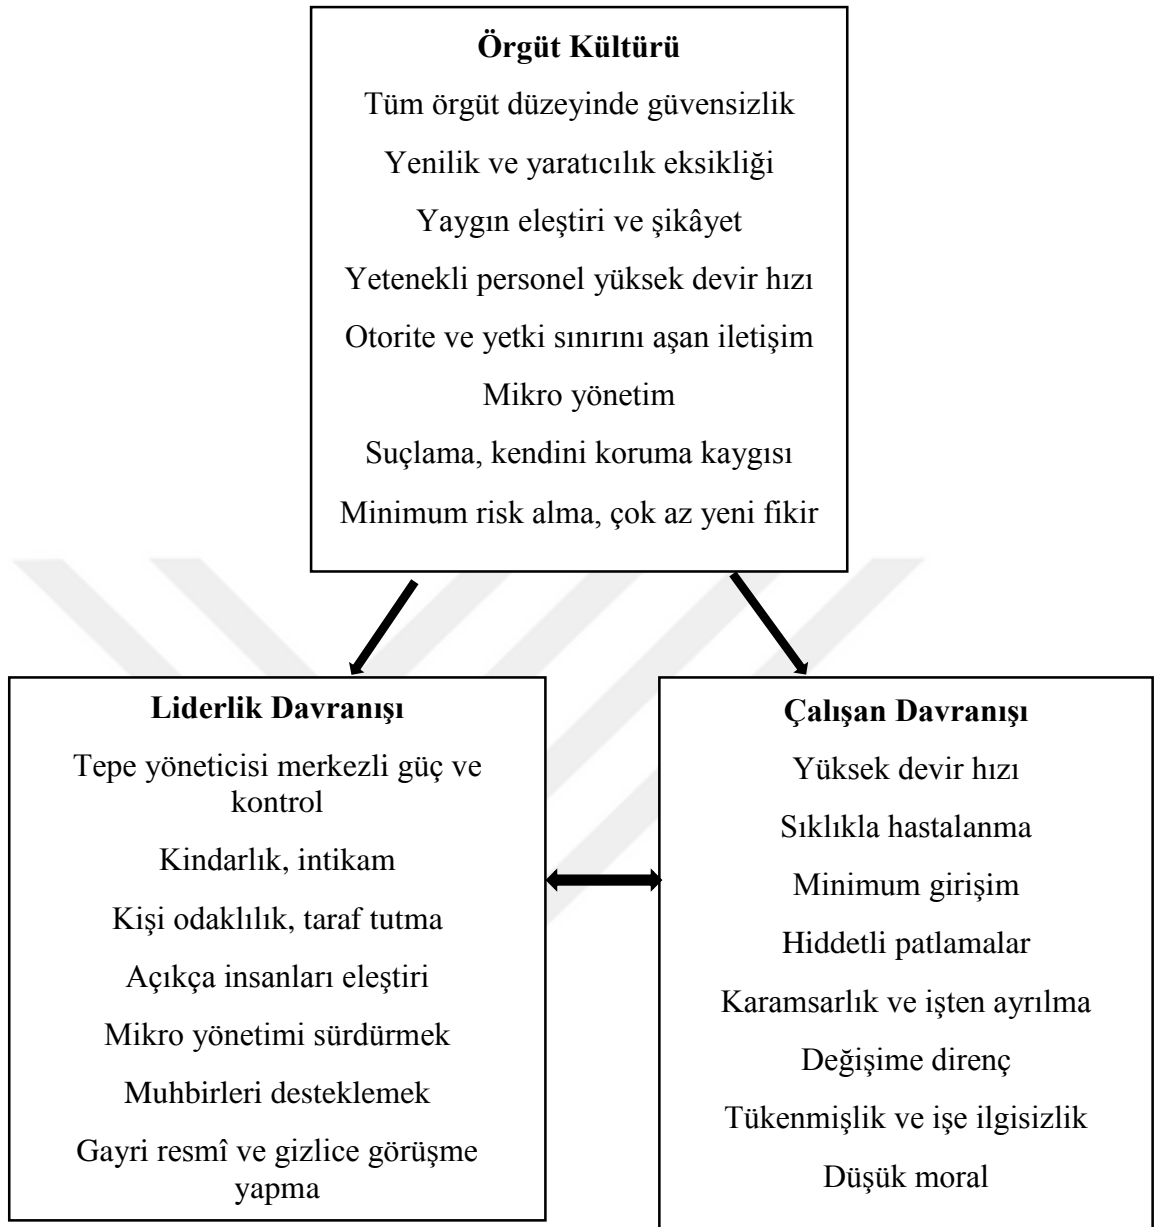 Örgüt Kültürü
Tüm örgüt düzeyinde güvensizlik
Yenilik ve yaratıcılık eksikliği
Yaygın eleştiri ve şikâyet
Yetenekli personel yüksek devir hızı
Otorite ve yetki sınırını aşan iletişim
Mikro yönetim
Suçlama, kendini koruma kaygısı
Minimum risk alma, çok az yeni fikir
Liderlik Davranışı
Tepe yöneticisi merkezli güç ve
kontrol
Kindarlık, intikam
Kişi odaklılık, taraf tutma
Açıkça insanları eleştiri
Mikro yönetimi sürdürmek
Muhbirleri desteklemek
Gayri resmî ve gizlice görüşme
yapma
Çalışan Davranışı
Yüksek devir hızı
Sıklıkla hastalanma
Minimum girişim
Hiddetli patlamalar
Karamsarlık ve işten ayrılma
Değişime direnç
Tükenmişlik ve işe ilgisizlik
Düşük moral